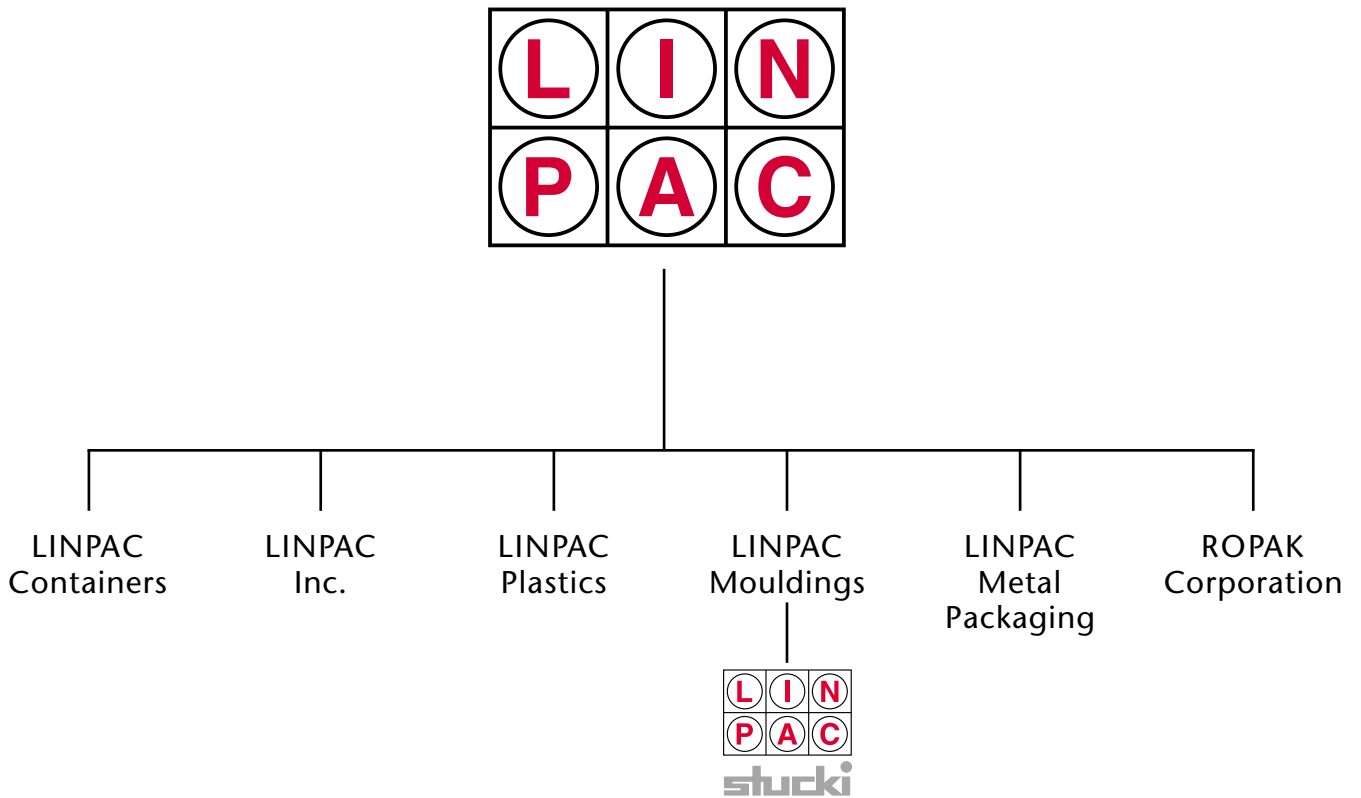 LIN
PAC
LINPAC
Containers
LINPAC
Inc.
LINPAC
Plastics
LINPAC
Mouldings
LINPAC
Metal
Packaging
ROPAK
Corporation
LIN
PAC
stucki